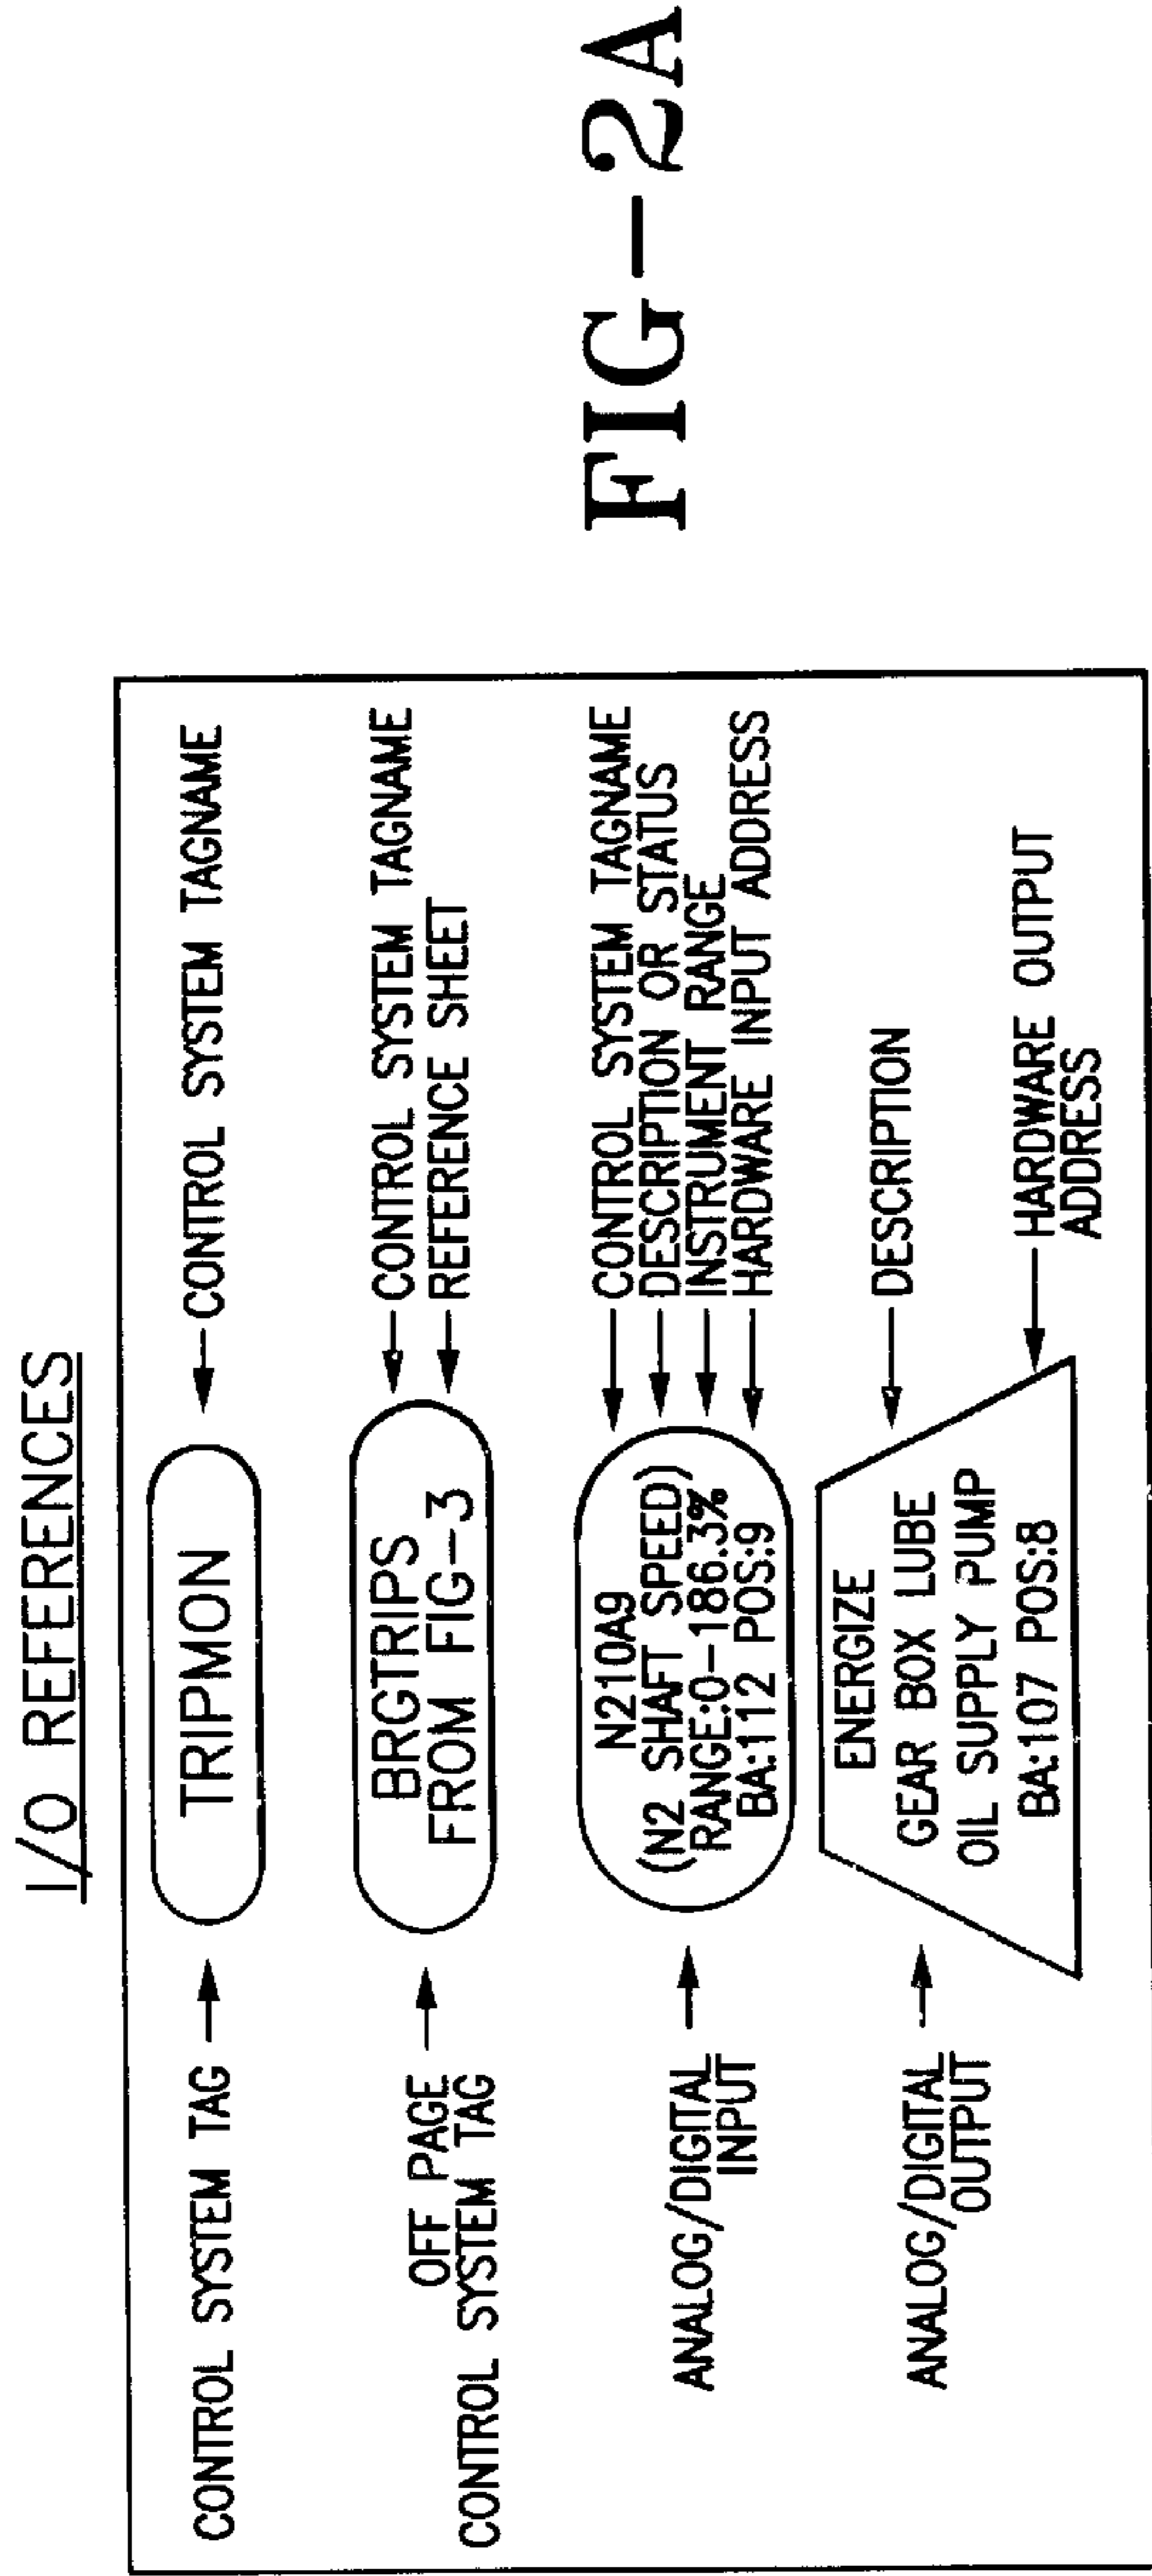 I/O REFERENCES
CONTROL SYSTEM TAG
TRIPMON
CONTROL SYSTEM TAGNAME
OFF PAGE
CONTROL SYSTEM TAG
BRGTRIPS
FROM FIG-3
CONTROL SYSTEM TAGNAME
REFERENCE SHEET
ANALOG/DIGITAL
INPUT
N210A9
(N2 SHAFT SPEED)
RANGE:0-186.3%
BA:112 POS:9
CONTROL SYSTEM TAGNAME
DESCRIPTION OR STATUS
INSTRUMENT RANGE
HARDWARE INPUT ADDRESS
ANALOG/DIGITAL
OUTPUT
ENERGIZE
GEAR BOX LUBE
OIL SUPPLY PUMP
BA:107 POS:8
DESCRIPTION
HARDWARE OUTPUT
ADDRESS
FIG-2A